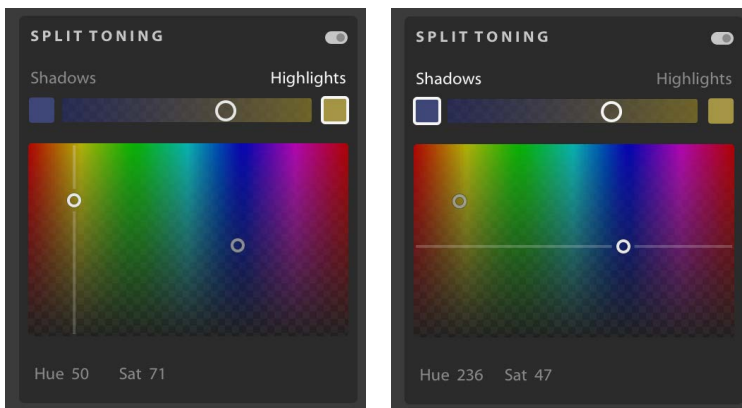 SPLIT TONING
Shadows Highlights
Hue 50 Sat 71
SPLIT TONING
Shadows Highlights
Hue 236 Sat 47